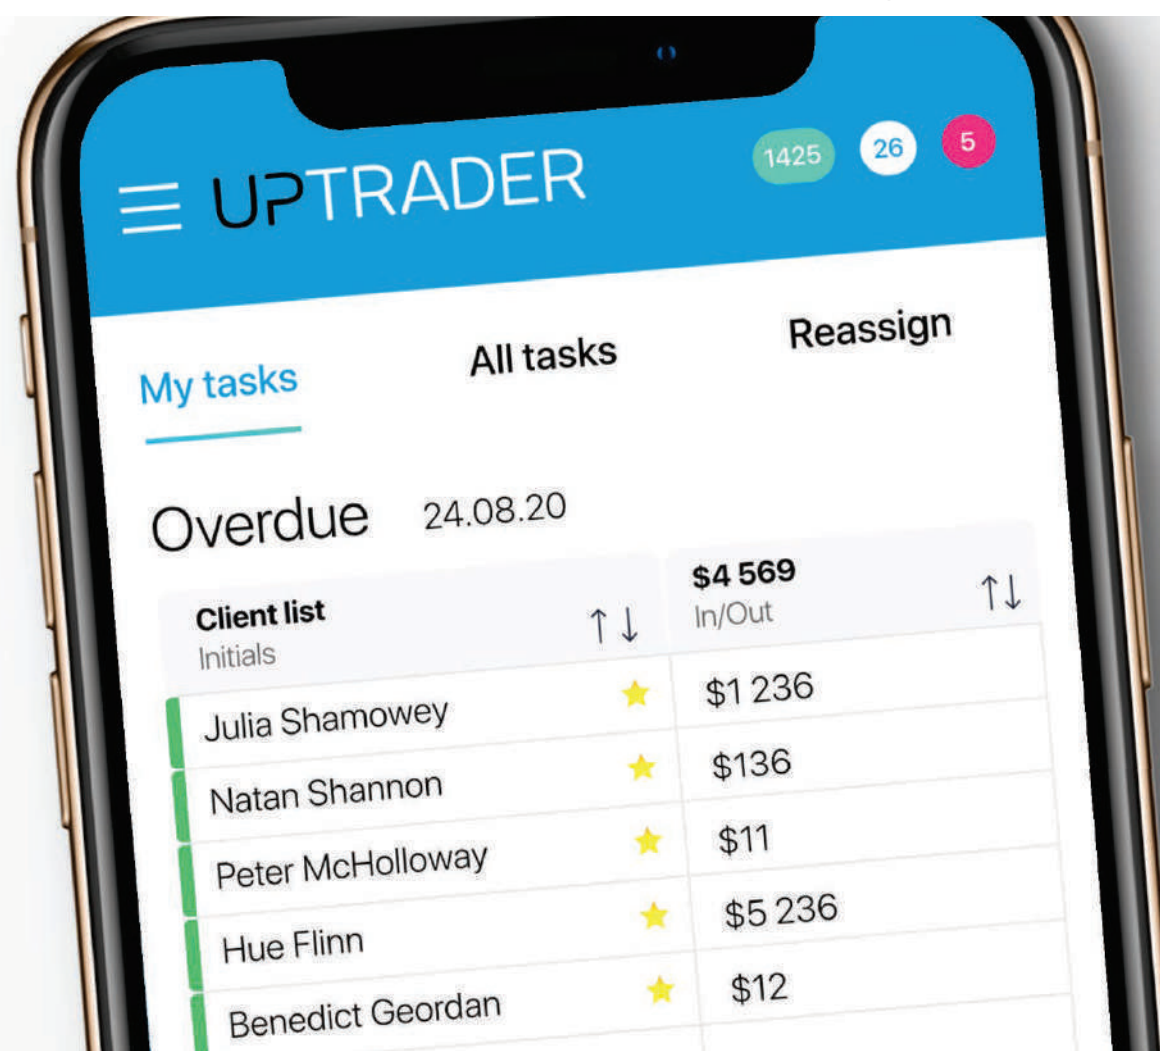 UPTRADER 1425 26 5
My tasks All tasks Reassign
Overdue 24.08.20
Client list $4 569
Initials In/Out
Julia Shamowey $1 236
Natan Shannon $136
Peter McHolloway $11
Hue Flinn $5 236
Benedict Geordan $12